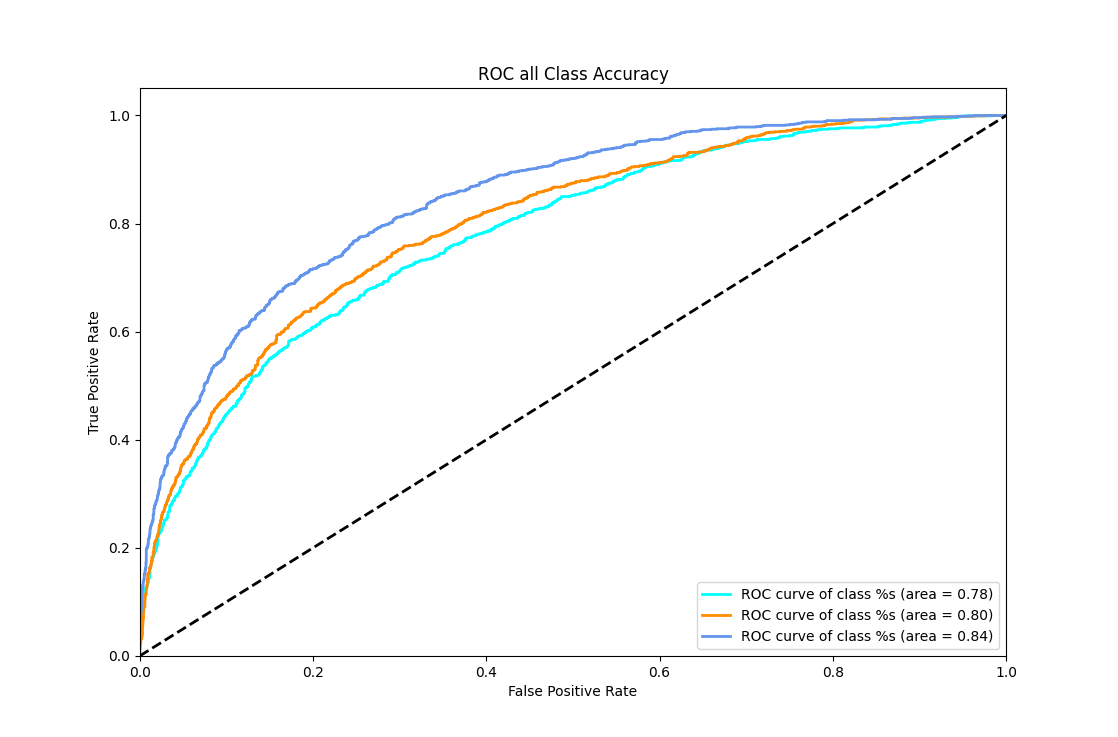 ROC all Class Accuracy
1.0
0.8
0.6
0.4
0.2
0.0
True Positive Rate
ROC curve of class %s (area = 0.78)
ROC curve of class %s (area = 0.80)
ROC curve of class %s (area = 0.84)
0.0 0.2 0.4 0.6 0.8 1.0
False Positive Rate